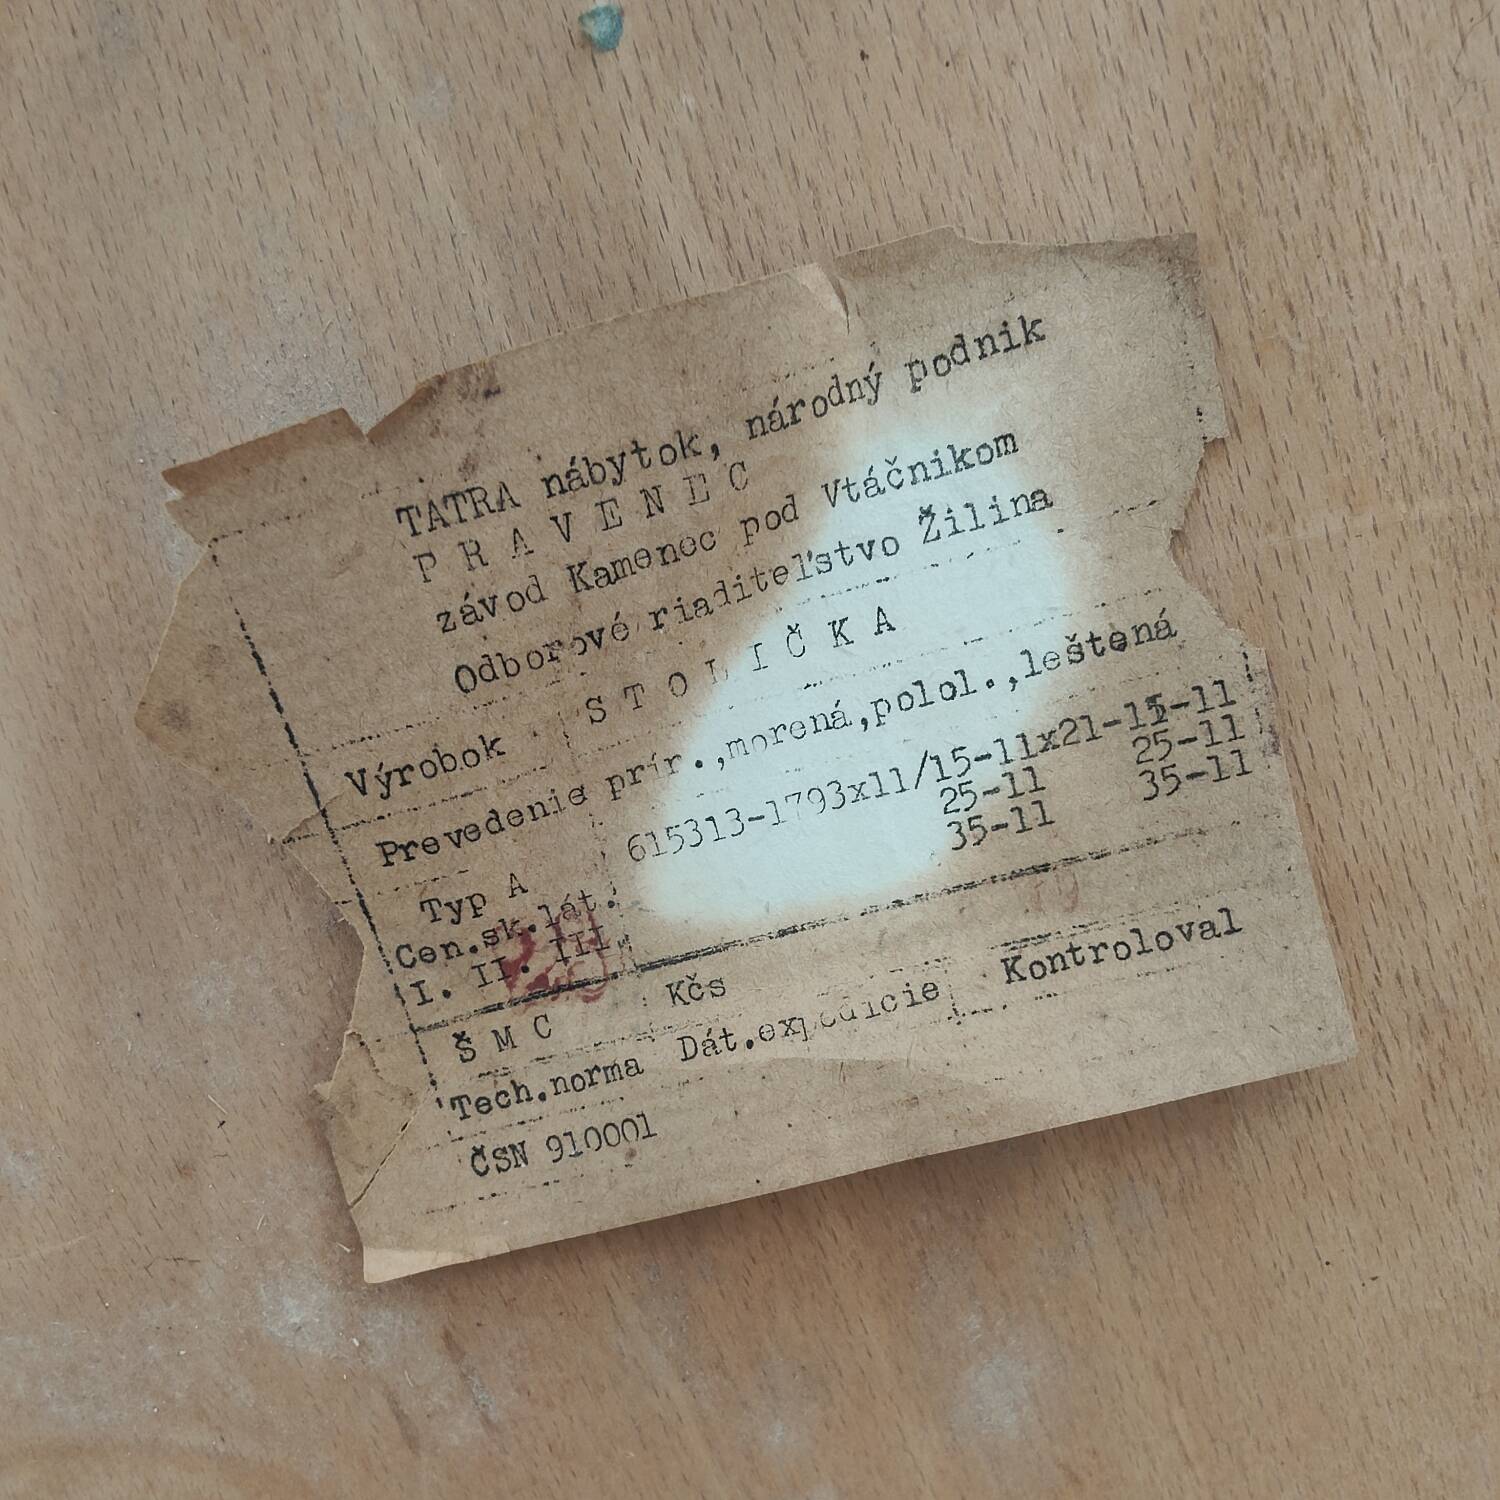 TATRA nábytok, národný podnik
P R A V E N E C
závod Kamenec pod Vtáčnikom
Odborové riaditeľstvo Žilina
Výrobok S T O L I Č K A
Prevedenie prír.,morená,polol.,leštená
Typ A 615313-1793x11/15-11x21-15-11
25-11 25-11
35-11 35-11
Cen.sk.lát.
I. II. III.
Š M C Kčs
Tech.norma Dát.expedície Kontroloval
ČSN 910001